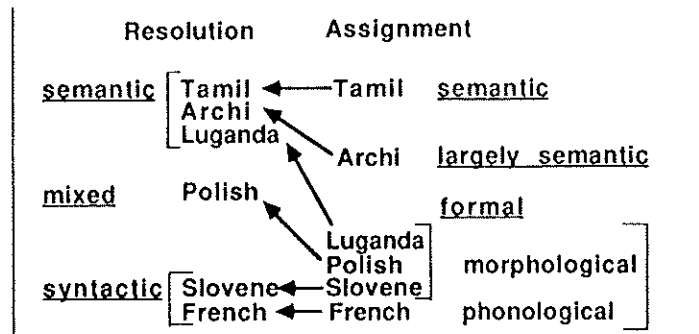 Resolution Assignment
semantic Tamil Tamil semantic
Archi
Luganda
Archi largely semantic
mixed Polish
formal
Luganda
Polish morphological
syntactic Slovene Slovene
French French phonological